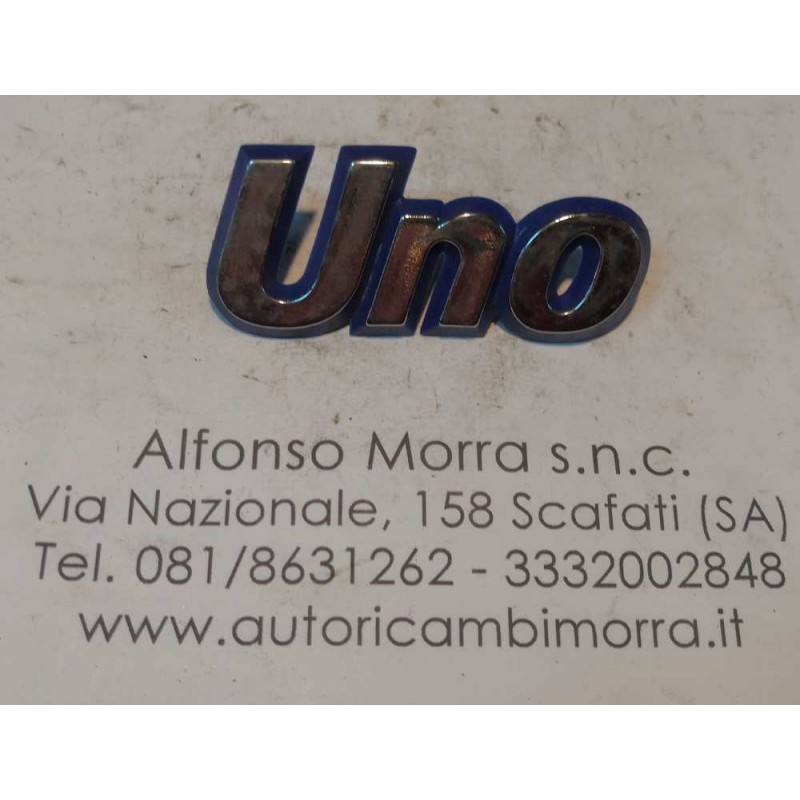 Uno
Alfonso Morra s.n.c.
Via Nazionale, 158 Scafati (SA)
Tel. 081/8631262 - 3332002848
www.autoricambimorra.it